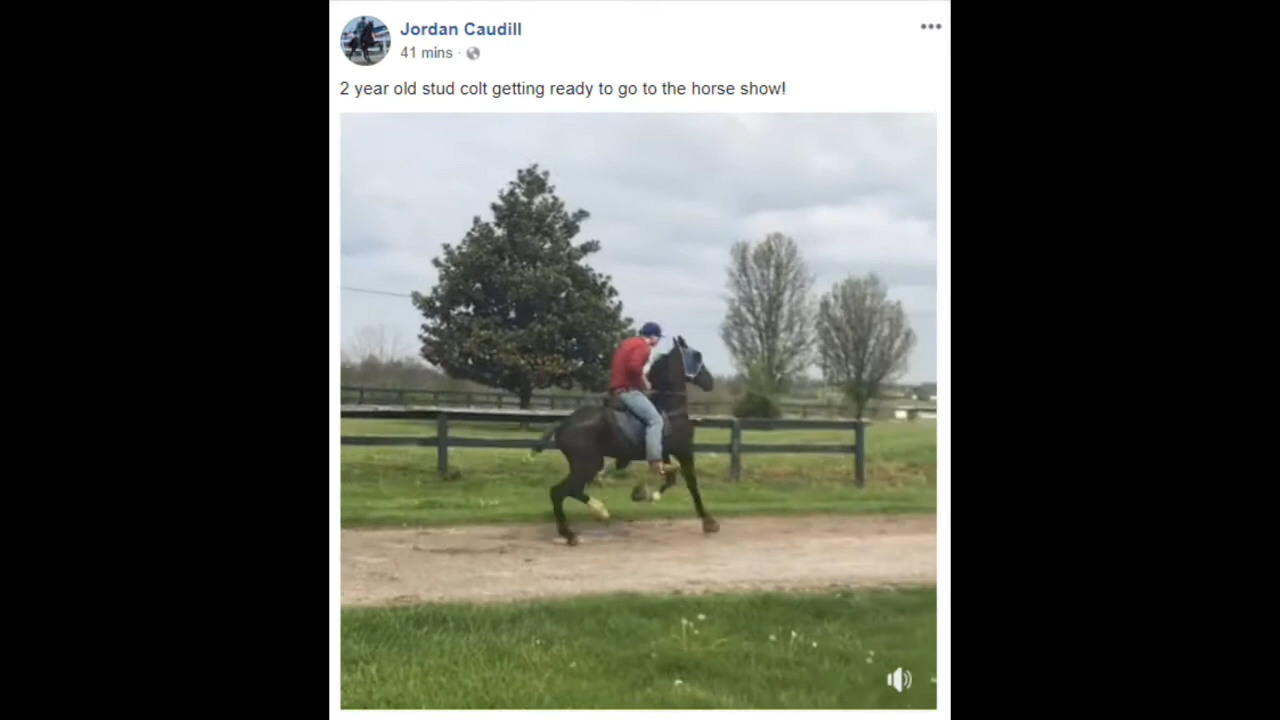 Jordan Caudill
41 mins ·
2 year old stud colt getting ready to go to the horse show!